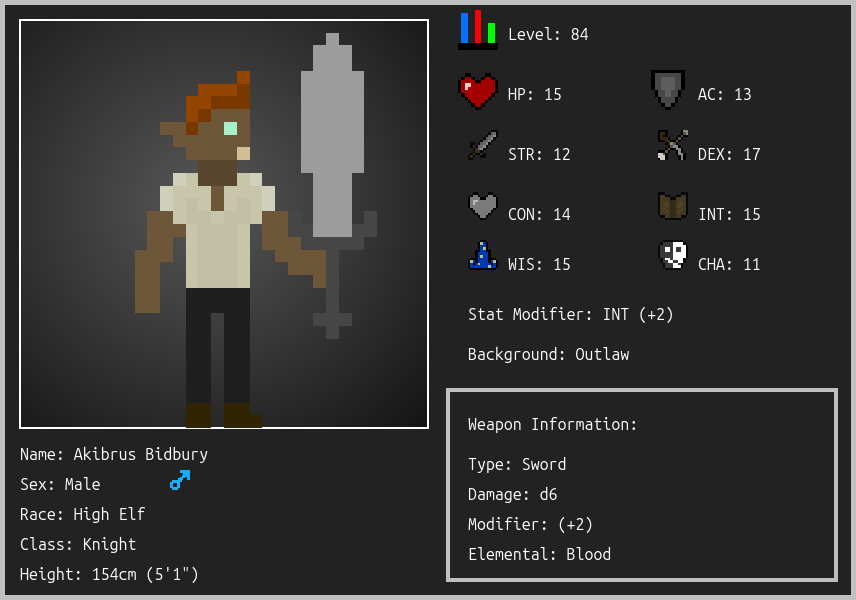 Level: 84
HP: 15
AC: 13
STR: 12
DEX: 17
CON: 14
INT: 15
WIS: 15
CHA: 11
Stat Modifier: INT (+2)
Background: Outlaw
Weapon Information:
Type: Sword
Damage: d6
Modifier: (+2)
Elemental: Blood
Name: Akibrus Bidbury
Sex: Male
Race: High Elf
Class: Knight
Height: 154cm (5'1")